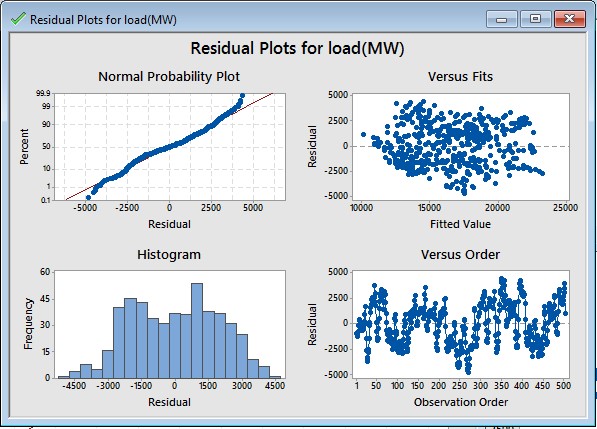 Residual Plots for load(MW)
Residual Plots for load(MW)
Normal Probability Plot
99.9
99
90
50
10
1
0.1
Percent
-5000 -2500 0 2500 5000
Residual
Versus Fits
5000
2500
0
-2500
-5000
Residual
10000 15000 20000 25000
Fitted Value
Histogram
60
45
30
15
0
Frequency
-4500 -3000 -1500 0 1500 3000 4500
Residual
Versus Order
5000
2500
0
-2500
-5000
Residual
1 50 100 150 200 250 300 350 400 450 500
Observation Order